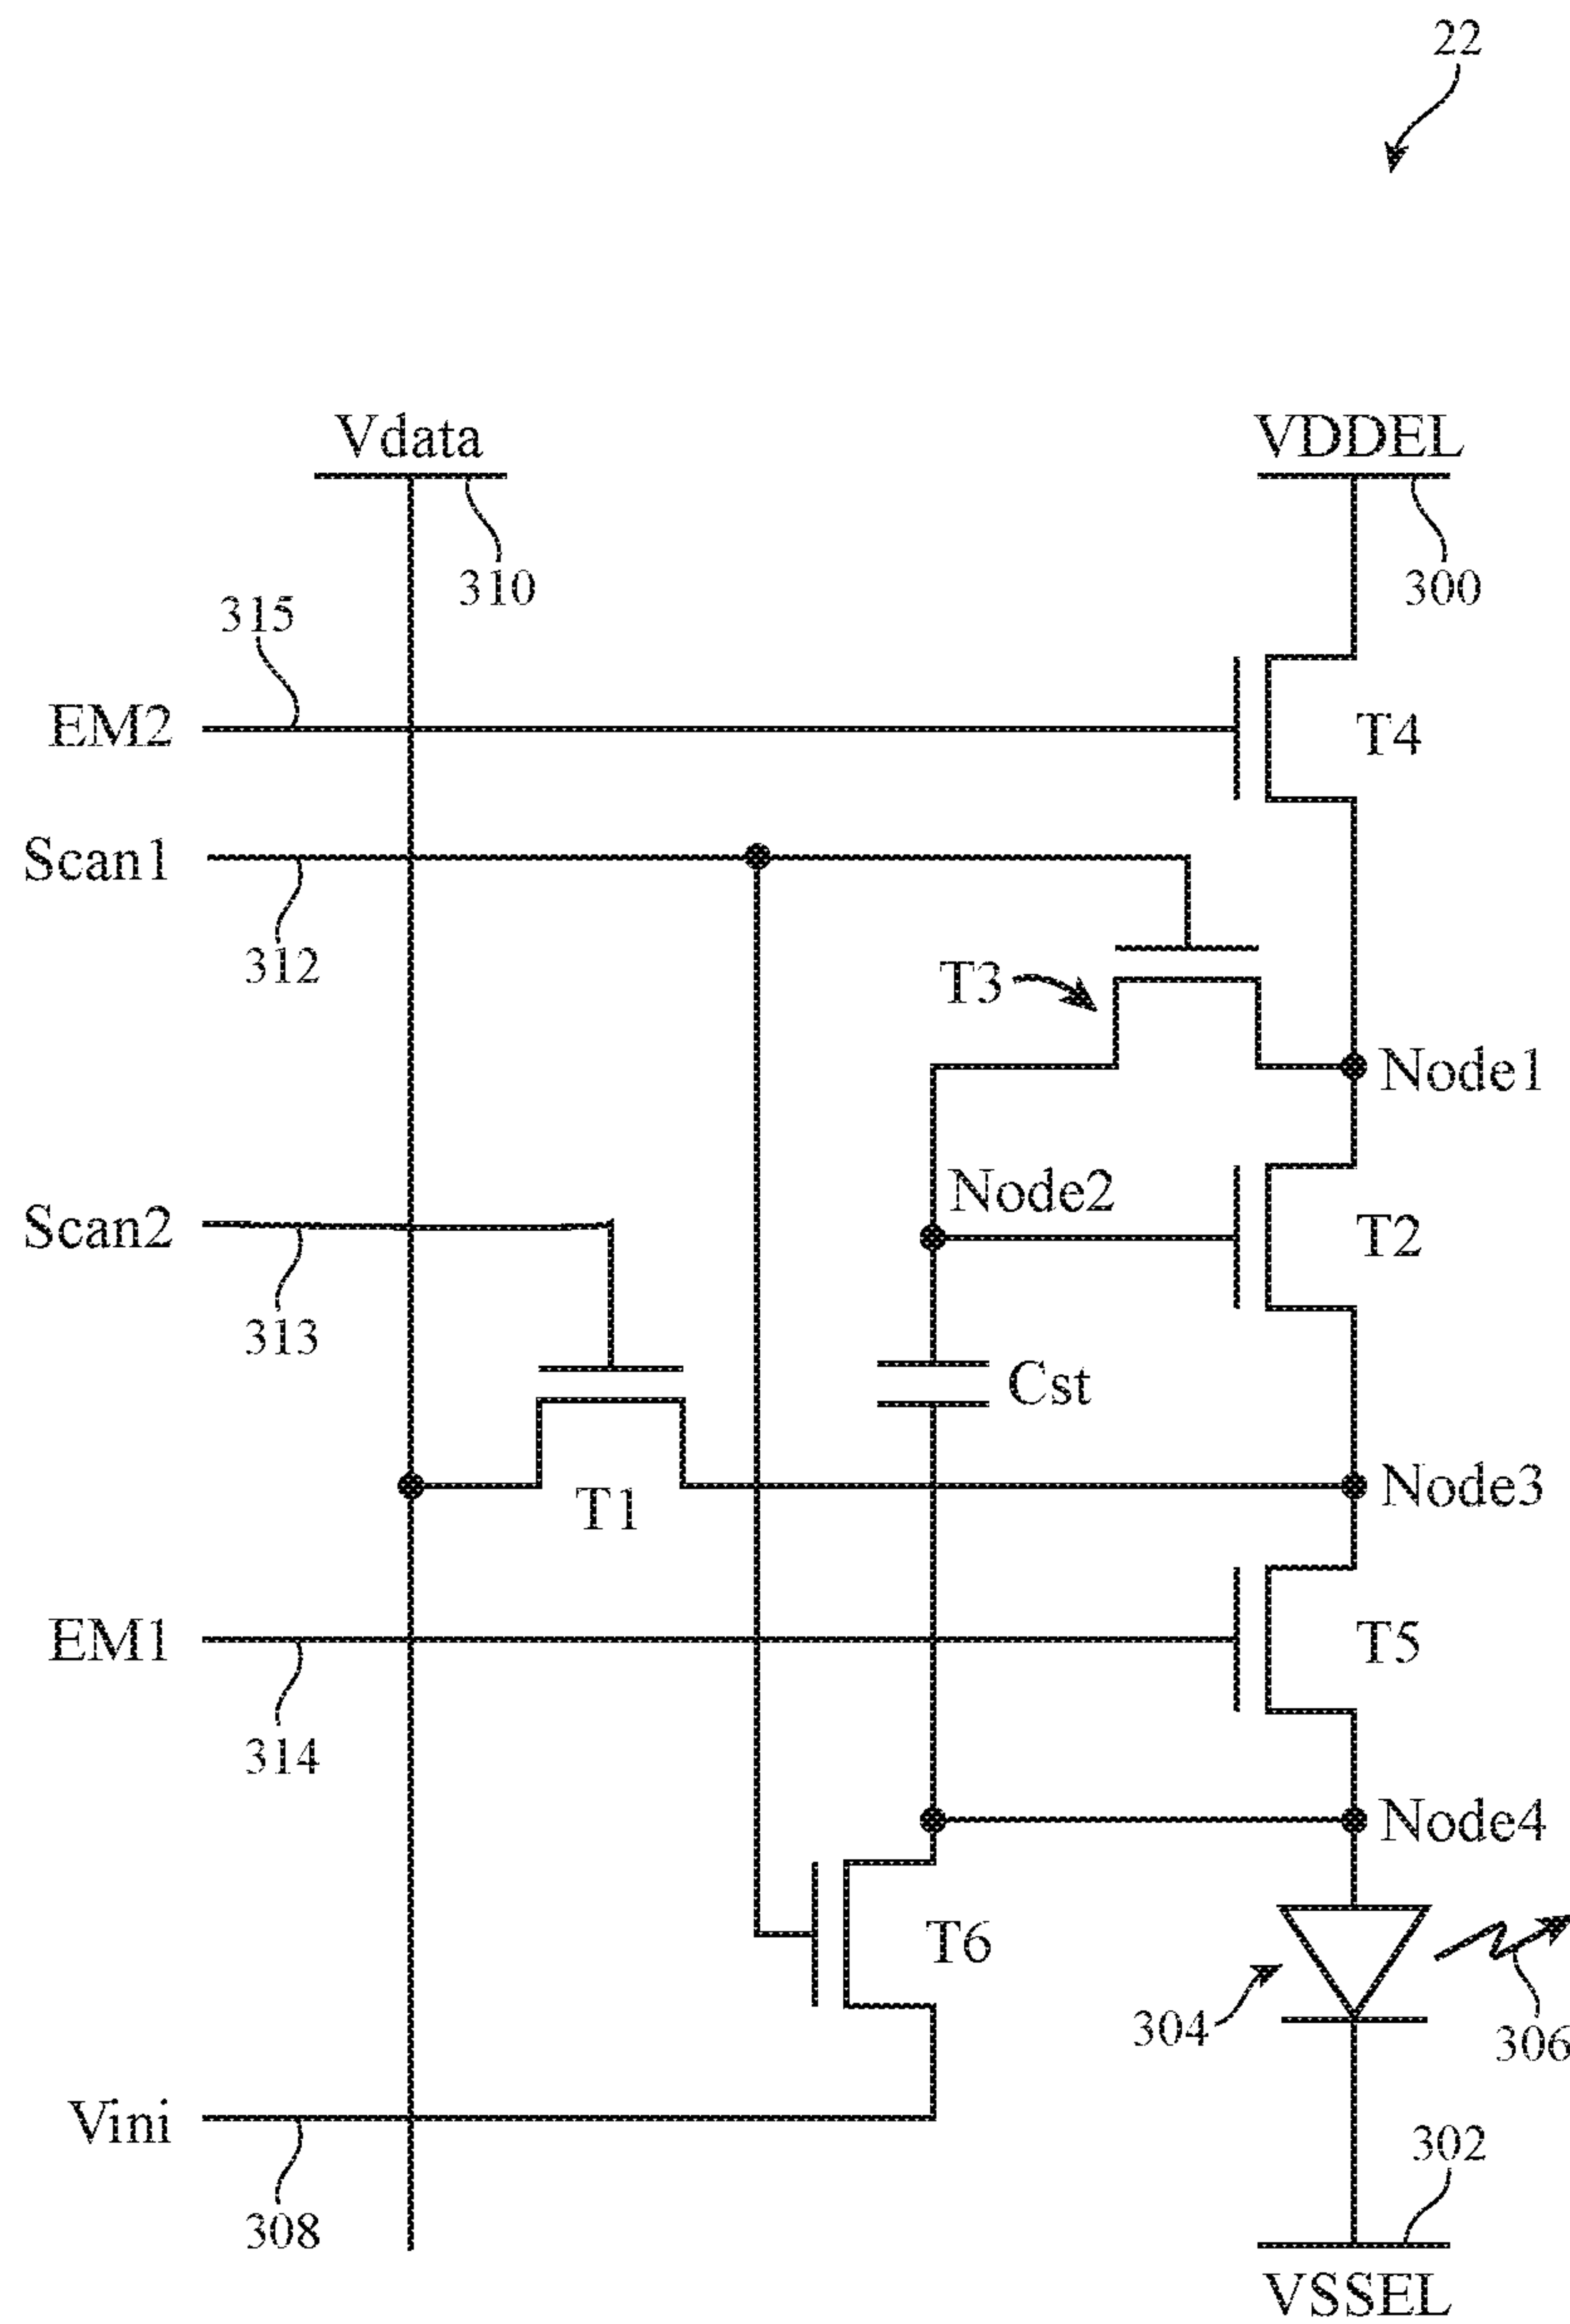 22
Vdata
VDDEL
310
300
315
EM2
T4
Scan1
312
T3
Node1
Node2
Scan2
T2
313
Cst
Node3
T1
EM1
T5
314
Node4
T6
304
306
Vini
302
308
VSSEL